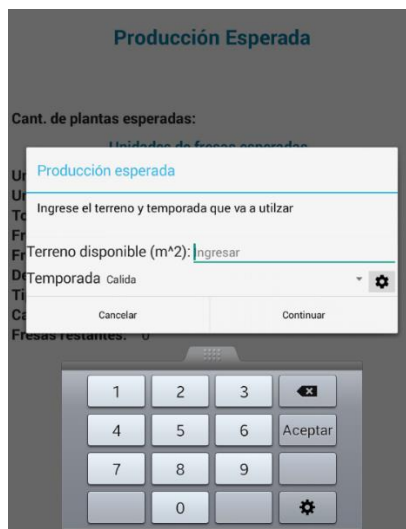 Producción Esperada
Cant. de plantas esperadas:
Unidades de fresas esperadas
Producción esperada
Ingrese el terreno y temporada que va a utilzar
Terreno disponible (m^2): Ingresar
Temporada Calida
Cancelar Continuar
Fresas restantes: 0
1 2 3
4 5 6 Aceptar
7 8 9
0